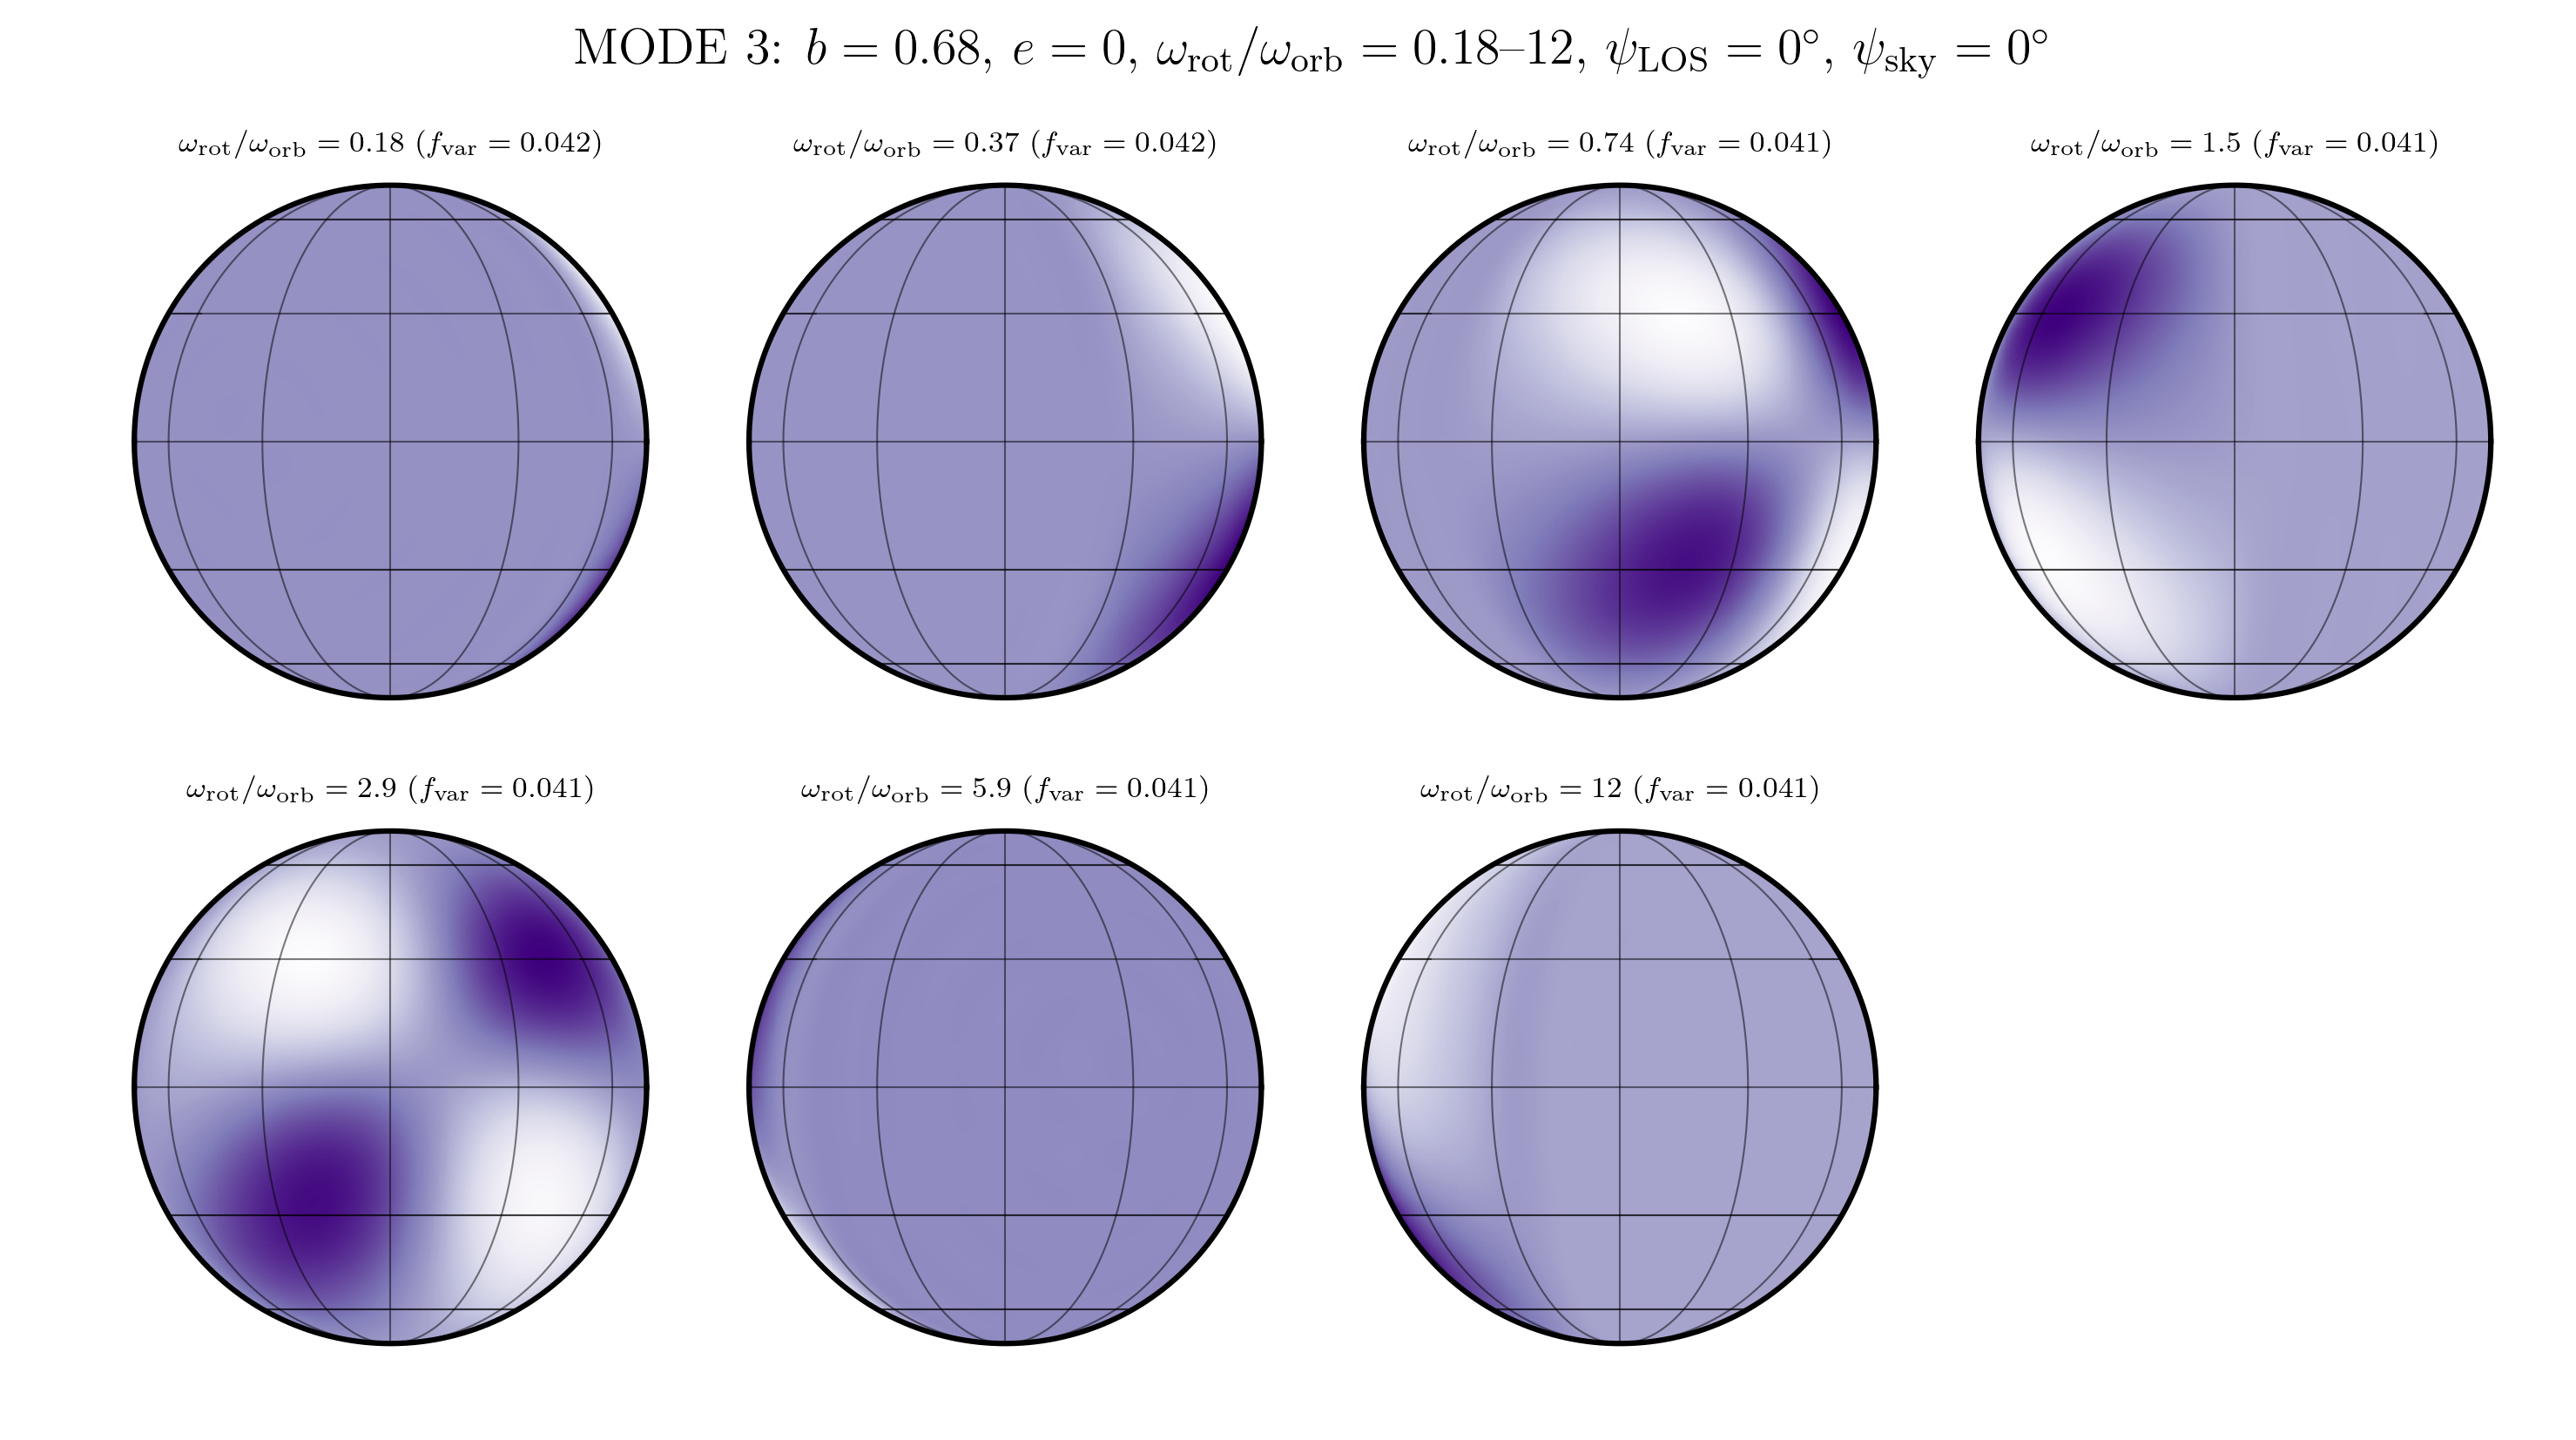 MODE 3: b = 0.68, e = 0, ω_rot/ω_orb = 0.18–12, ψ_LOS = 0°, ψ_sky = 0°
ω_rot/ω_orb = 0.18 (f_var = 0.042)
ω_rot/ω_orb = 0.37 (f_var = 0.042)
ω_rot/ω_orb = 0.74 (f_var = 0.041)
ω_rot/ω_orb = 1.5 (f_var = 0.041)
ω_rot/ω_orb = 2.9 (f_var = 0.041)
ω_rot/ω_orb = 5.9 (f_var = 0.041)
ω_rot/ω_orb = 12 (f_var = 0.041)